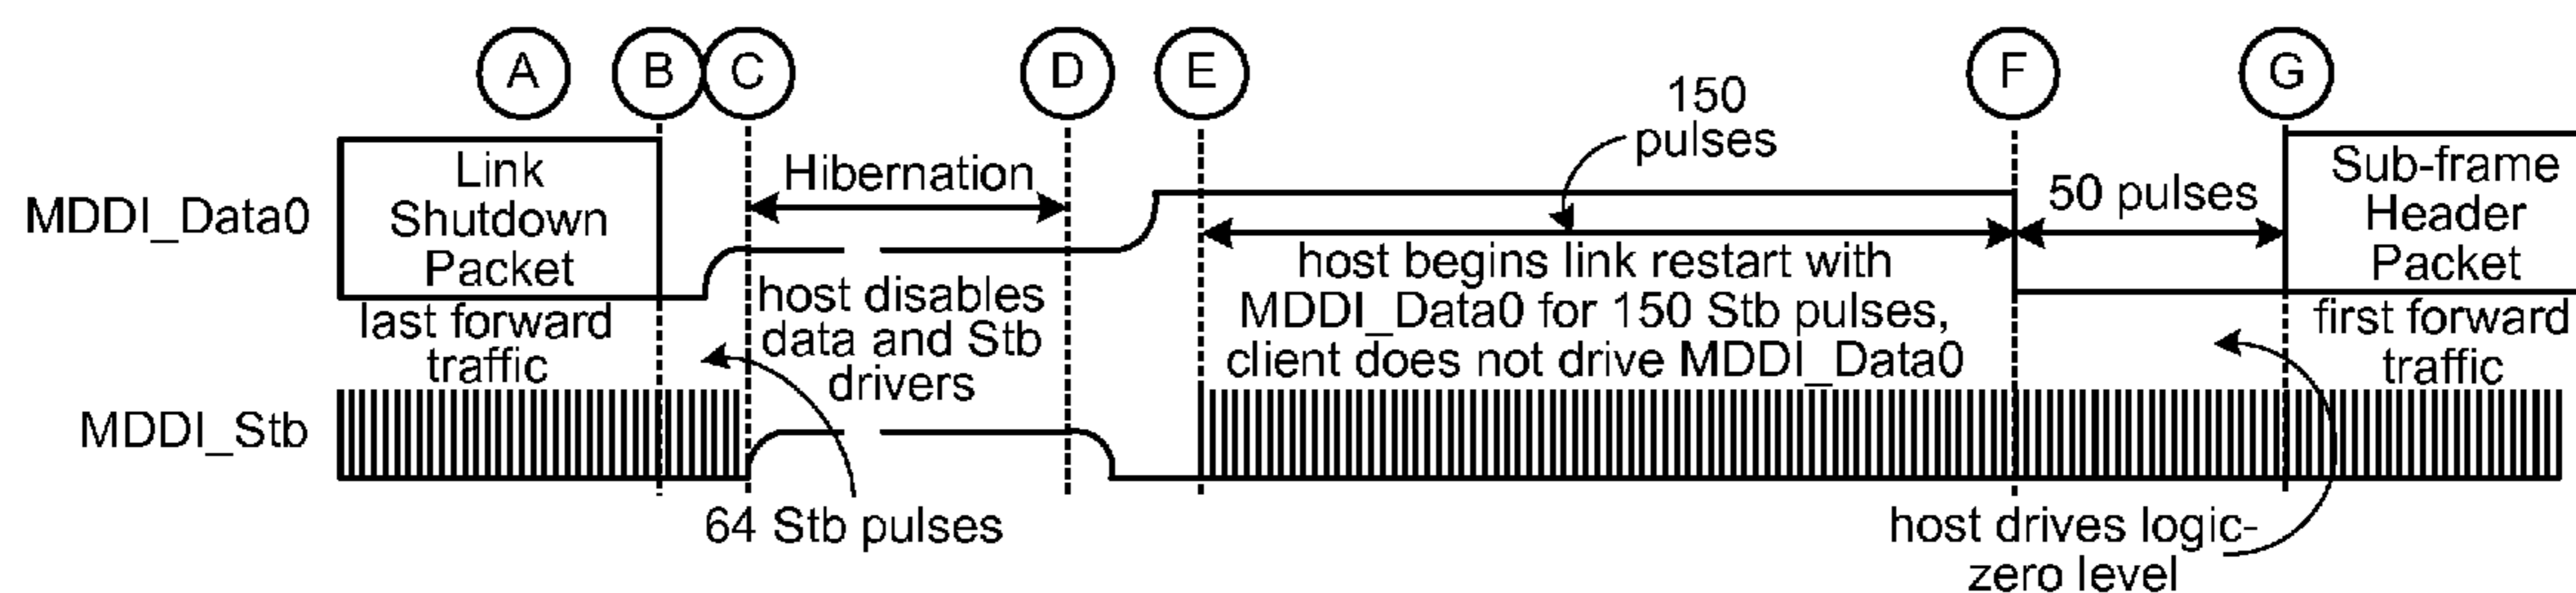 A
B
C
D
E
F
G
MDDI_Data0
Link
Shutdown
Packet
last forward
traffic
Hibernation
host disables
data and Stb
drivers
150
pulses
host begins link restart with
MDDI_Data0 for 150 Stb pulses,
client does not drive MDDI_Data0
50 pulses
Sub-frame
Header
Packet
first forward
traffic
MDDI_Stb
64 Stb pulses
host drives logic-
zero level